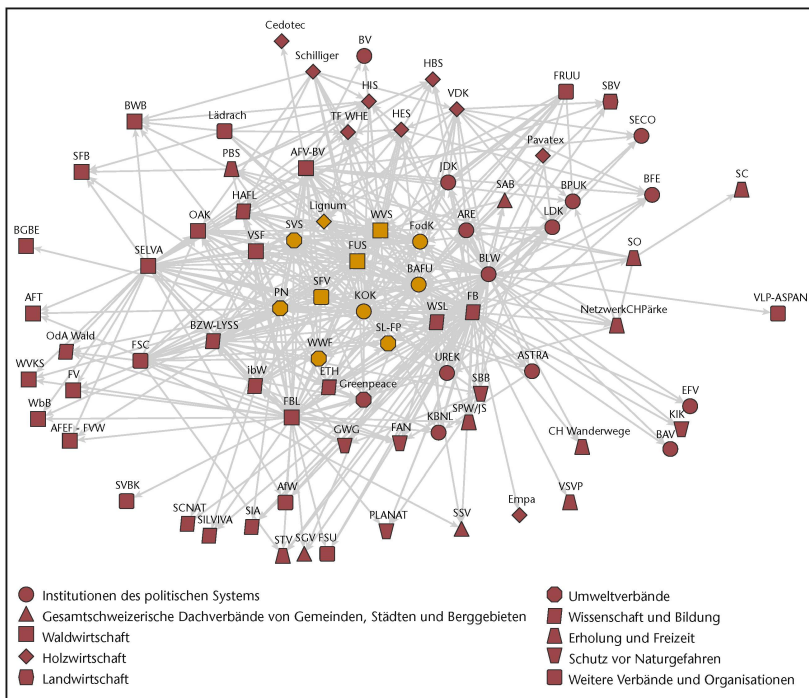 Cedotec
BV
Schilliger
HBS
HIS
VDK
FRUU
SBV
BWB
Lädrach
TF WHE
HES
SECO
Pavatex
SFB
PBS
AFV-BV
JDK
SAB
BPUK
BFE
SC
HAFL
Lignum
WVS
OAK
SVS
FodK
ARE
LDK
BGBE
SELVA
VSF
FUS
BLW
SO
BAFU
PN
SFV
KOK
FB
AFT
WSL
NetzwerkCHPärke
VLP-ASPAN
BZW-LYSS
SL-FP
OdA Wald
FSC
WWF
UREK
ASTRA
WVKS
FV
ibW
ETH
Greenpeace
SBB
EFV
WbB
FBL
SPW/JS
KIK
AFEF - FVW
GWG
FAN
KBNL
CH Wanderwege
BAV
SVBK
AfW
Empa
VSVP
SCNAT
SILVIVA
SIA
PLANAT
SSV
STV
SGV
FSU
Institutionen des politischen Systems
Gesamtschweizerische Dachverbände von Gemeinden, Städten und Berggebieten
Waldwirtschaft
Holzwirtschaft
Landwirtschaft
Umweltverbände
Wissenschaft und Bildung
Erholung und Freizeit
Schutz vor Naturgefahren
Weitere Verbände und Organisationen